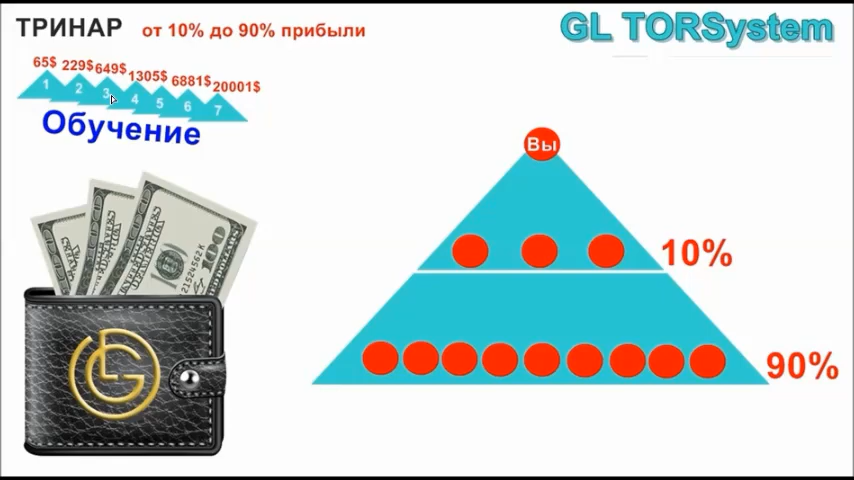 ТРИНАР от 10% до 90% прибыли
GL TORSystem
65$ 229$ 649$ 1305$ 6881$ 20001$
1 2 3 4 5 6 7
Обучение
Вы
10%
90%
100